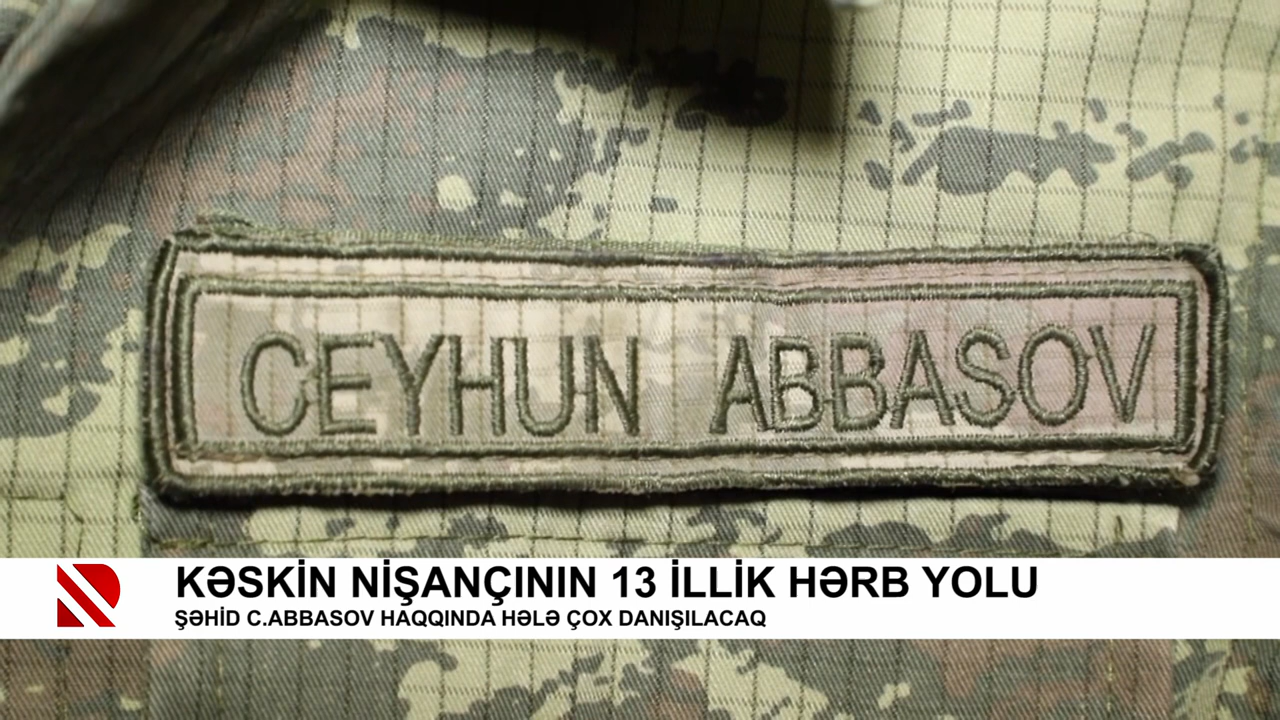 CEYHUN ABBASOV
KƏSKİN NİŞANÇININ 13 İLLİK HƏRB YOLU
ŞƏHİD C.ABBASOV HAQQINDA HƏLƏ ÇOX DANIŞILACAQ